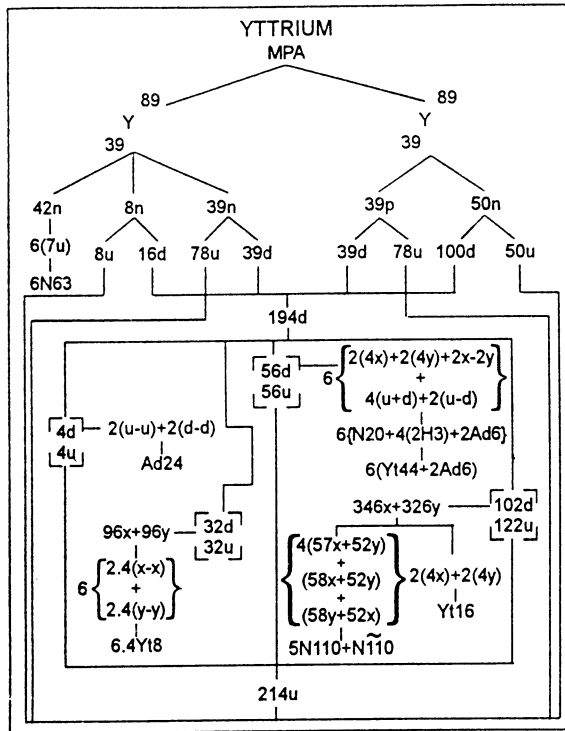 YTTRIUM
MPA
89 89
Y Y
39 39
42n 8n 39n 39p 50n
6(7u) 8u 16d 78u 39d 39d 78u 100d 50u
6N63
194d
2(4x)+2(4y)+2x-2y
56d 6 +
56u 4(u+d)+2(u-d)
4d 2(u-u)+2(d-d) 6{N20+4(2H3)+2Ad6}
4u
Ad24 6(Yt44+2Ad6)
346x+326y 102d
122u
96x+96y 32d
32u
4(57x+52y)
2.4(x-x) + 2(4x)+2(4y)
6 + (58x+52y)
2.4(y-y) + Yt16
(58y+52x)
6.4Yt8 5N110+Ñ110
214u